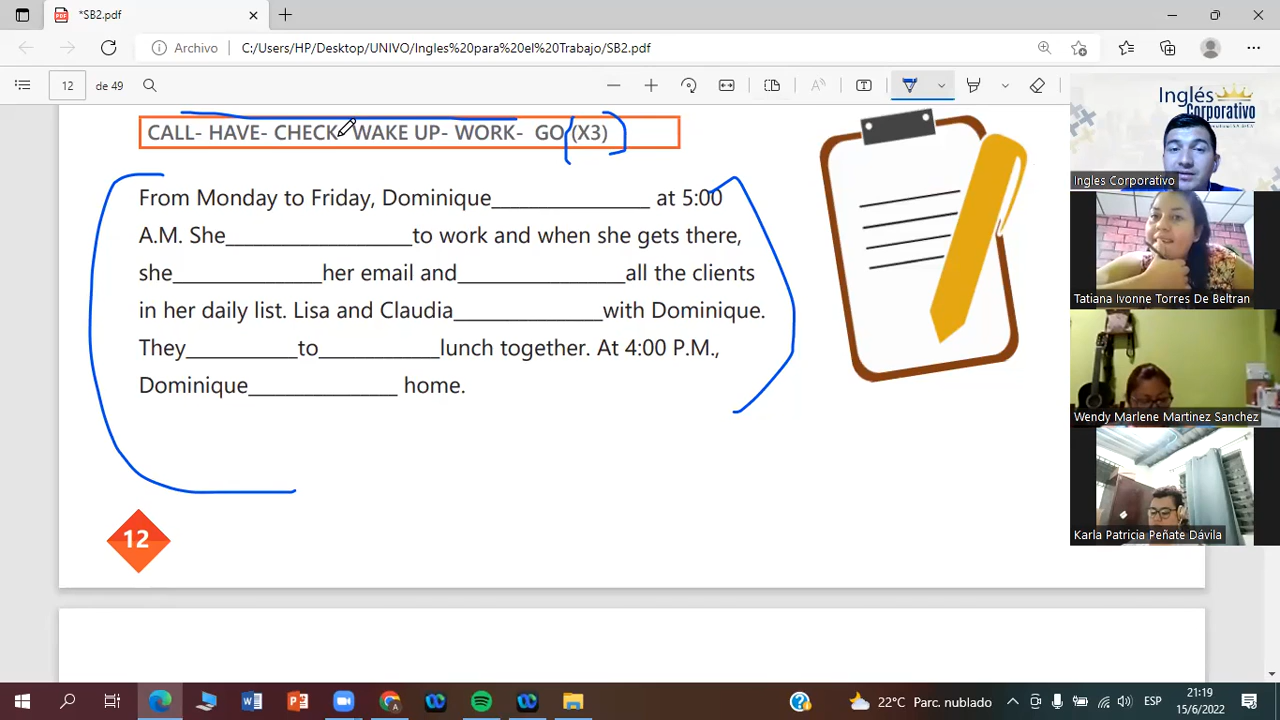 *SB2.pdf
Archivo
C:/Users/HP/Desktop/UNIVO/Ingles%20para%20el%20Trabajo/SB2.pdf
12 de 49
CALL- HAVE- CHECK- WAKE UP- WORK- GO (X3)
From Monday to Friday, Dominique_______________ at 5:00
A.M. She__________________to work and when she gets there,
she______________her email and________________all the clients
in her daily list. Lisa and Claudia______________with Dominique.
They___________to____________lunch together. At 4:00 P.M.,
Dominique______________ home.
12
Inglés
Corporativo
Ingles Corporativo
Tatiana Ivonne Torres De Beltran
Wendy Marlene Martinez Sanchez
Karla Patricia Peñate Dávila
22°C Parc. nublado
ESP
21:19
15/6/2022